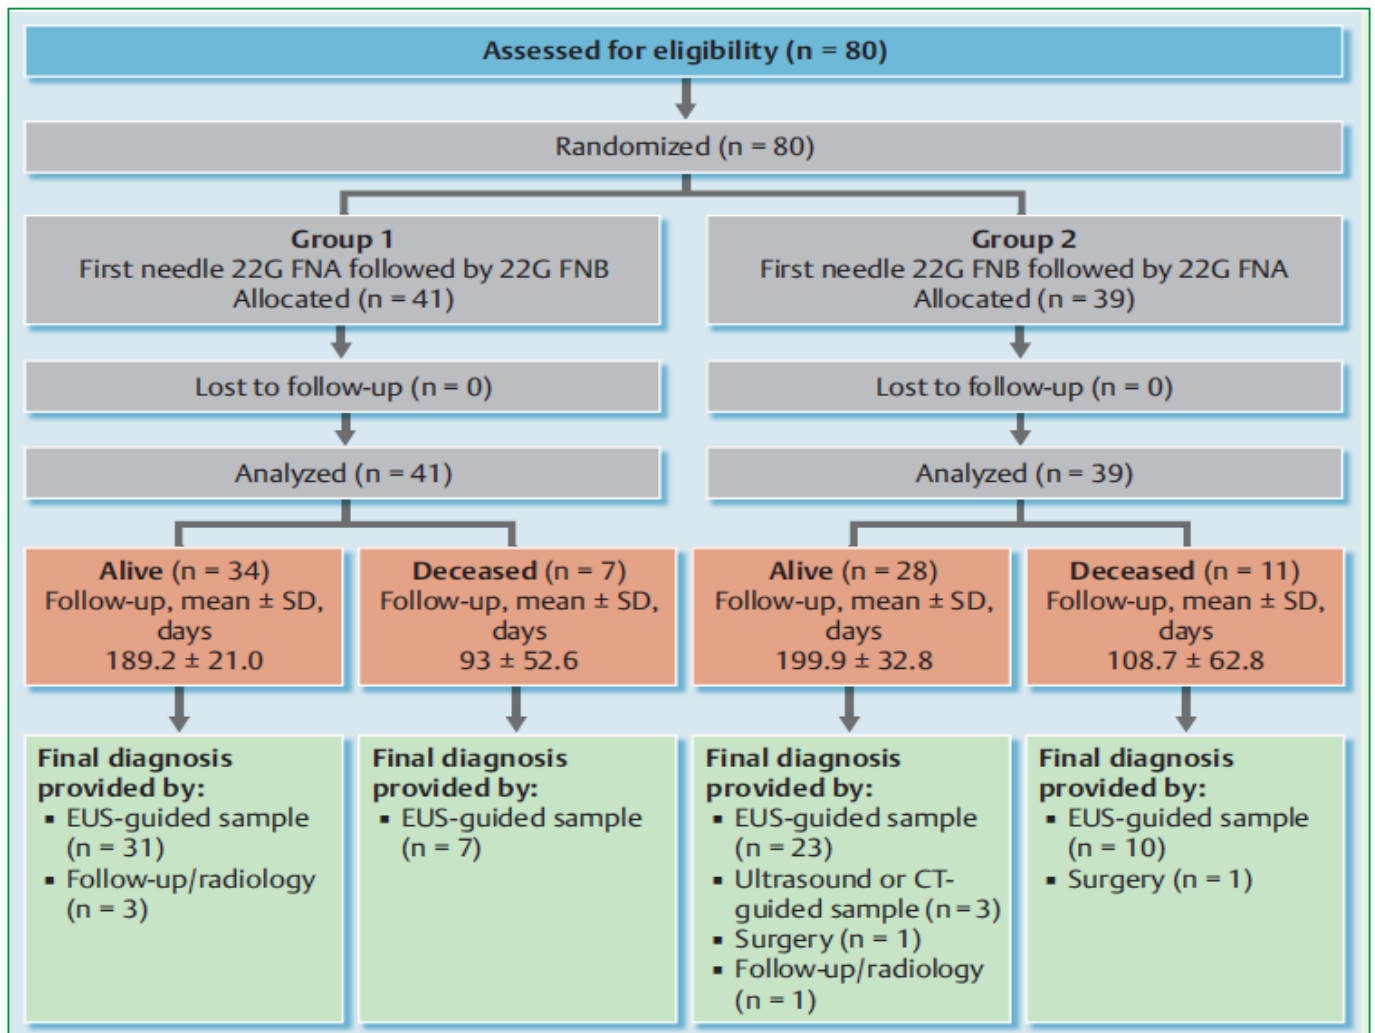 Assessed for eligibility (n = 80)
Randomized (n = 80)
Group 1
First needle 22G FNA followed by 22G FNB
Allocated (n = 41)
Group 2
First needle 22G FNB followed by 22G FNA
Allocated (n = 39)
Lost to follow-up (n = 0)
Lost to follow-up (n = 0)
Analyzed (n = 41)
Analyzed (n = 39)
Alive (n = 34)
Follow-up, mean ± SD,
days
189.2 ± 21.0
Deceased (n = 7)
Follow-up, mean ± SD,
days
93 ± 52.6
Alive (n = 28)
Follow-up, mean ± SD,
days
199.9 ± 32.8
Deceased (n = 11)
Follow-up, mean ± SD,
days
108.7 ± 62.8
Final diagnosis
provided by:
▪ EUS-guided sample
(n = 31)
▪ Follow-up/radiology
(n = 3)
Final diagnosis
provided by:
▪ EUS-guided sample
(n = 7)
Final diagnosis
provided by:
▪ EUS-guided sample
(n = 23)
▪ Ultrasound or CT-
guided sample (n = 3)
▪ Surgery (n = 1)
▪ Follow-up/radiology
(n = 1)
Final diagnosis
provided by:
▪ EUS-guided sample
(n = 10)
▪ Surgery (n = 1)